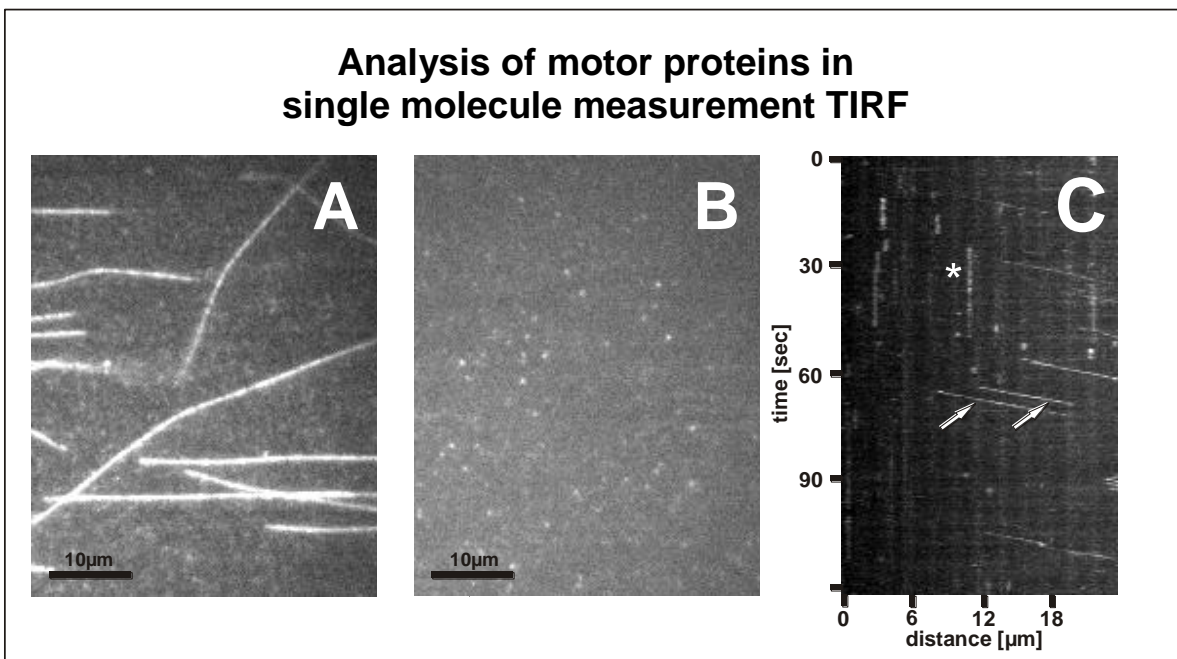 Analysis of motor proteins in
single molecule measurement TIRF
A
B
C
10µm
10µm
*
time [sec]
0
30
60
90
0
6
12
18
distance [µm]